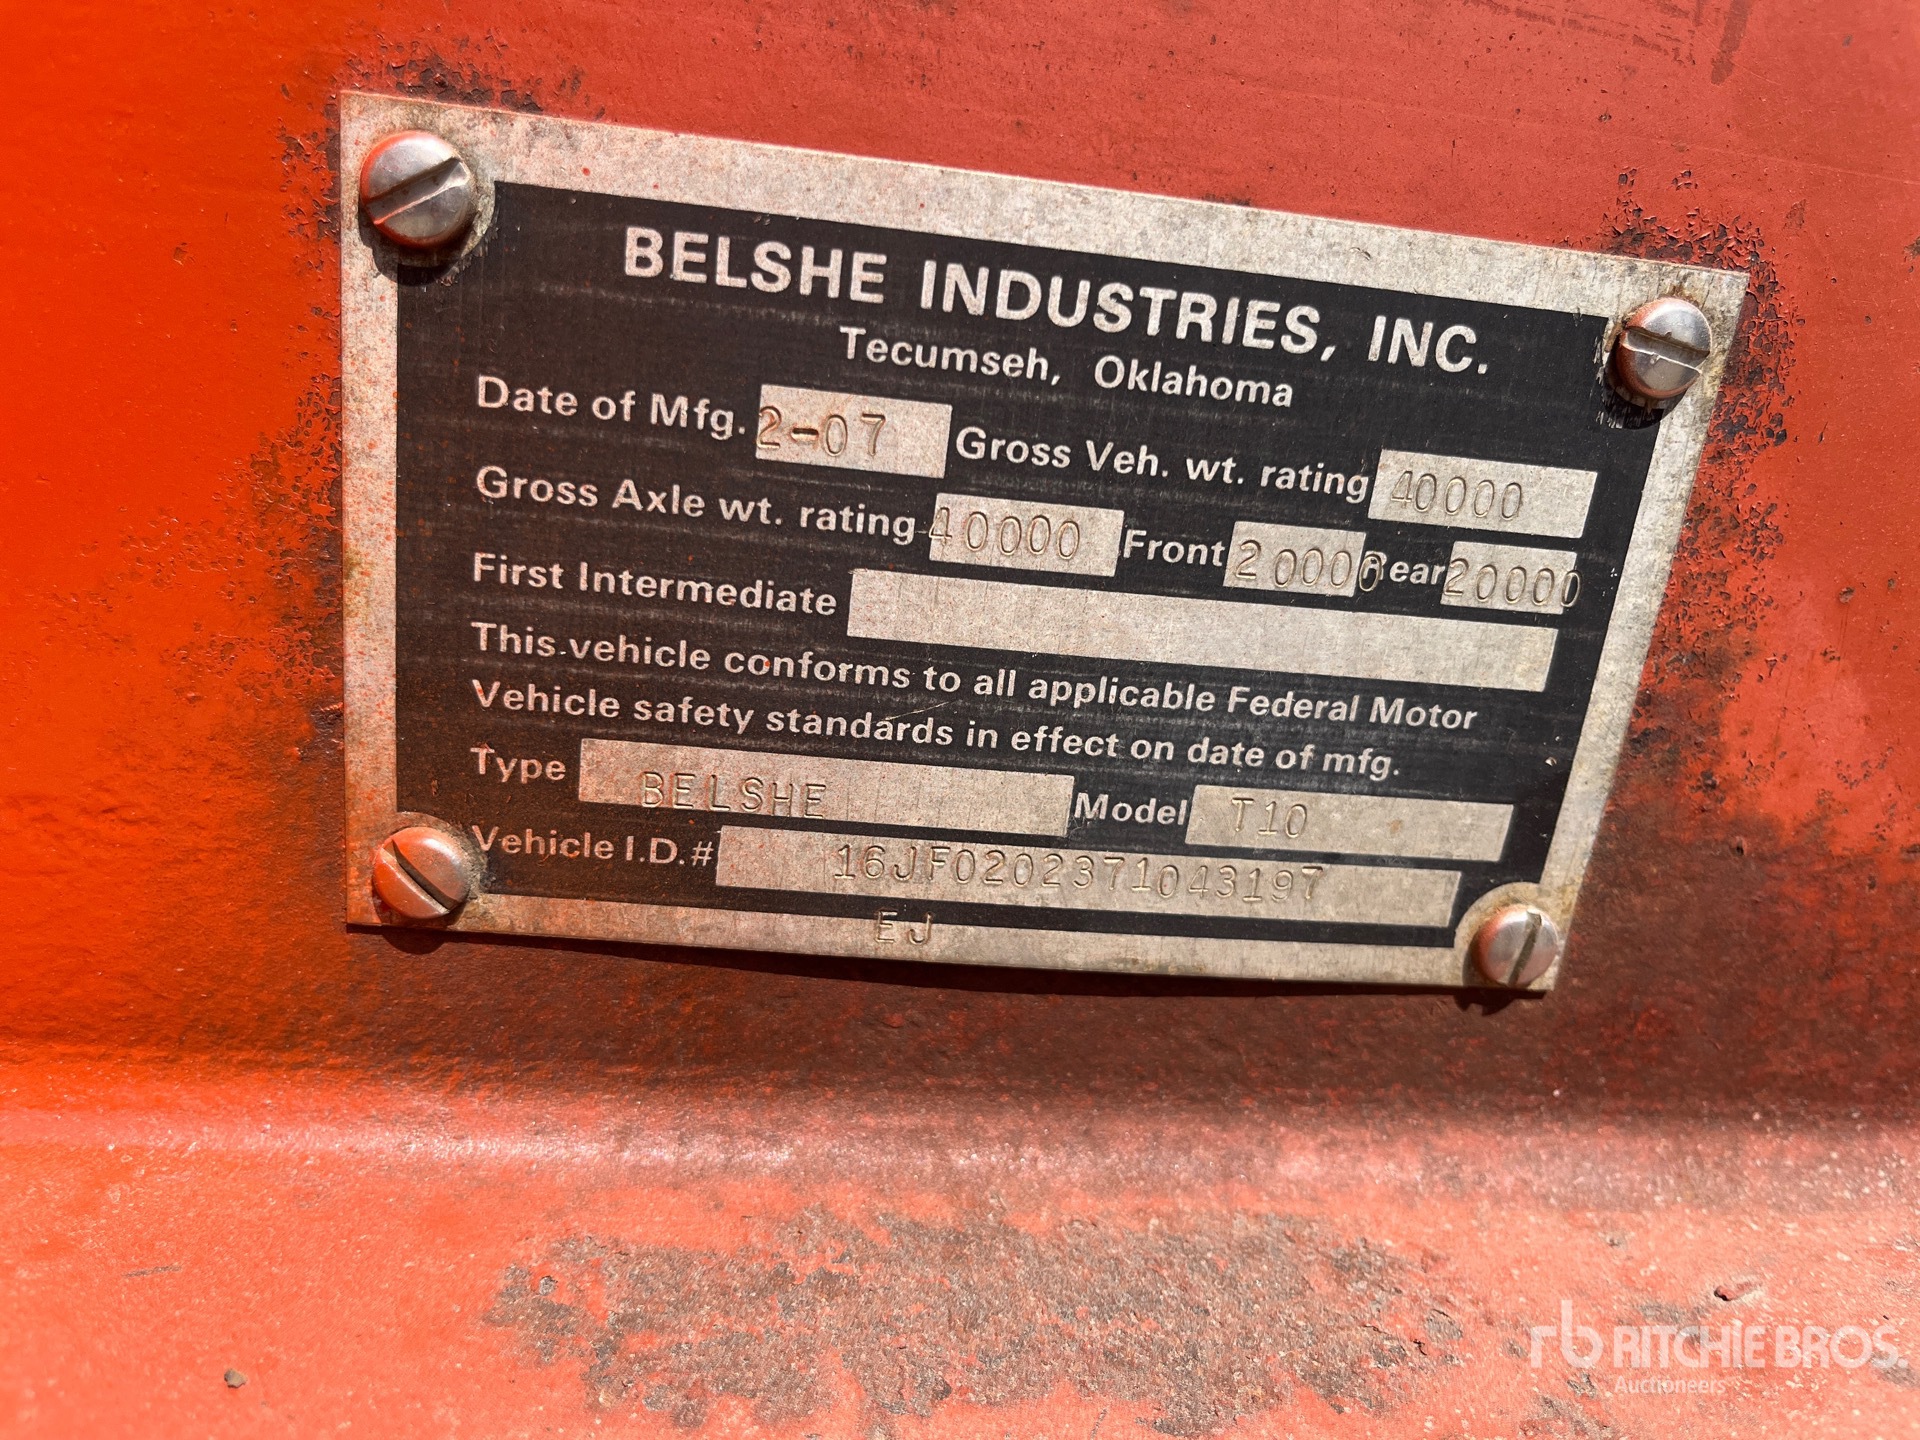 BELSHE INDUSTRIES, INC.
Tecumseh, Oklahoma
Date of Mfg. 2-07 Gross Veh. wt. rating 40000
Gross Axle wt. rating 40000 Front 20000 Rear 20000
First Intermediate
This vehicle conforms to all applicable Federal Motor
Vehicle safety standards in effect on date of mfg.
Type BELSHE Model T10
Vehicle I.D.# 16JF0202371043197
EJ
rb RITCHIE BROS.
Auctioneers